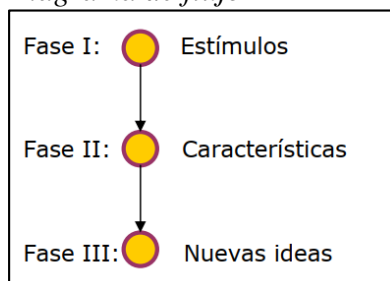 Fase I: Estímulos
Fase II: Características
Fase III: Nuevas ideas